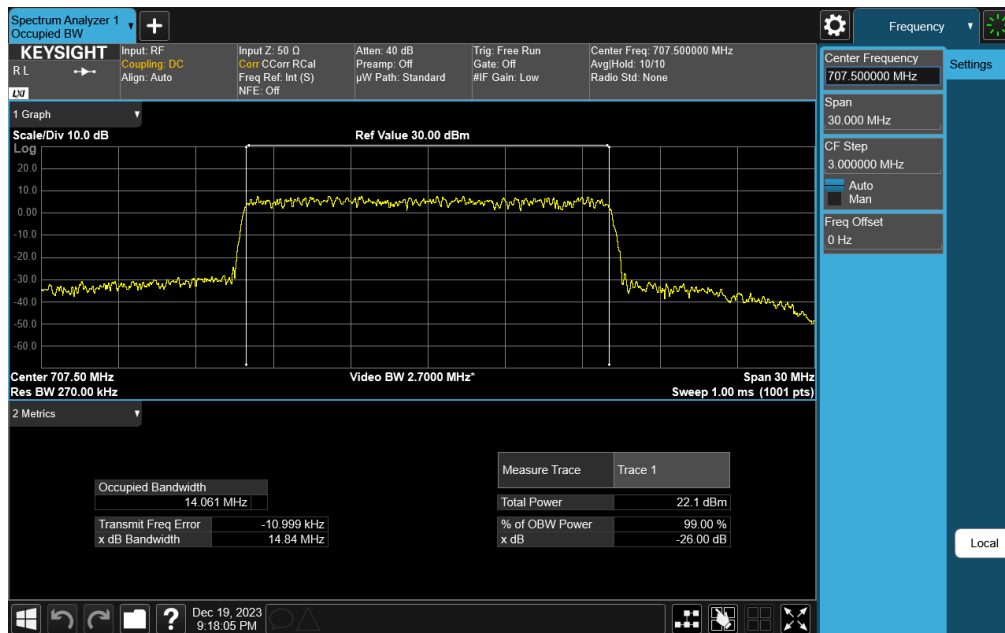 Spectrum Analyzer 1
Occupied BW
Frequency
KEYSIGHT
R L
LXI
Input: RF
Coupling: DC
Align: Auto
Input Z: 50 Ω
Corr CCorr RCal
Freq Ref: Int (S)
NFE: Off
Atten: 40 dB
Preamp: Off
µW Path: Standard
Trig: Free Run
Gate: Off
#IF Gain: Low
Center Freq: 707.500000 MHz
Avg|Hold: 10/10
Radio Std: None
Center Frequency
707.500000 MHz
Settings
Span
30.000 MHz
CF Step
3.000000 MHz
Auto
Man
Freq Offset
0 Hz
1 Graph
Scale/Div 10.0 dB
Ref Value 30.00 dBm
Log
20.0
10.0
0.00
-10.0
-20.0
-30.0
-40.0
-50.0
-60.0
Center 707.50 MHz
Video BW 2.7000 MHz*
Span 30 MHz
Res BW 270.00 kHz
Sweep 1.00 ms (1001 pts)
2 Metrics
Measure Trace Trace 1
Occupied Bandwidth
14.061 MHz
Total Power 22.1 dBm
Transmit Freq Error -10.999 kHz
% of OBW Power 99.00 %
x dB Bandwidth 14.84 MHz
x dB -26.00 dB
Local
?
Dec 19, 2023
9:18:05 PM